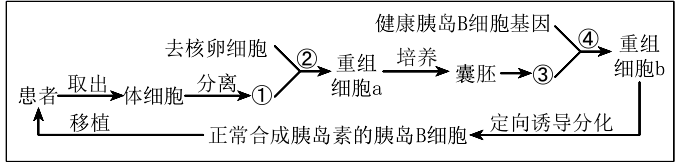 健康胰岛B细胞基因
去核卵细胞 ② ④
患者 取出 体细胞 分离 ① 重组细胞a 培养 囊胚 ③ 重组细胞b
移植 正常合成胰岛素的胰岛B细胞 定向诱导分化